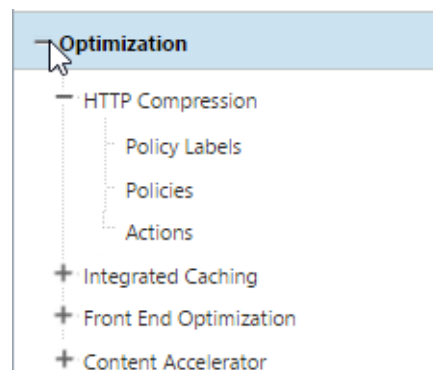 Optimization
HTTP Compression
Policy Labels
Policies
Actions
Integrated Caching
Front End Optimization
Content Accelerator